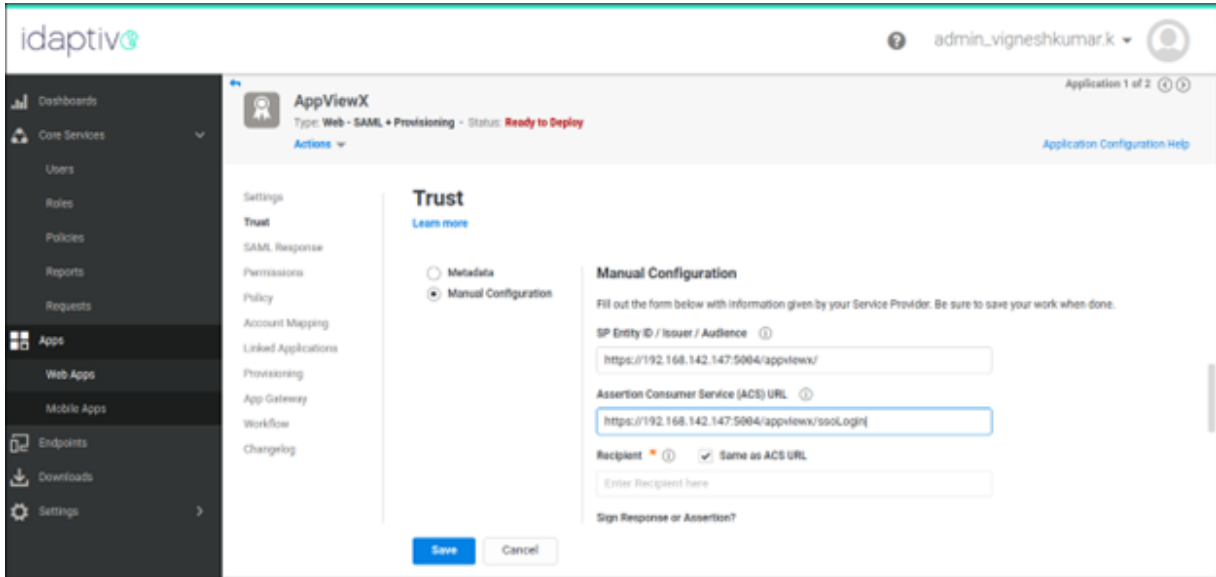 idaptive
admin_vigneshkumar.k
Dashboards
Core Services
Users
Roles
Policies
Reports
Requests
Apps
Web Apps
Mobile Apps
Endpoints
Downloads
Settings
Application 1 of 2
AppViewX
Type: Web - SAML + Provisioning - Status: Ready to Deploy
Actions
Application Configuration Help
Settings
Trust
SAML Response
Permissions
Policy
Account Mapping
Linked Applications
Provisioning
App Gateway
Workflow
Changelog
Trust
Learn more
Metadata
Manual Configuration
Manual Configuration
Fill out the form below with information given by your Service Provider. Be sure to save your work when done.
SP Entity ID / Issuer / Audience
https://192.168.142.147:5004/appviewx/
Assertion Consumer Service (ACS) URL
https://192.168.142.147:5004/appviewx/ssoLogin
Recipient * Same as ACS URL
Enter Recipient here
Sign Response or Assertion?
Save
Cancel